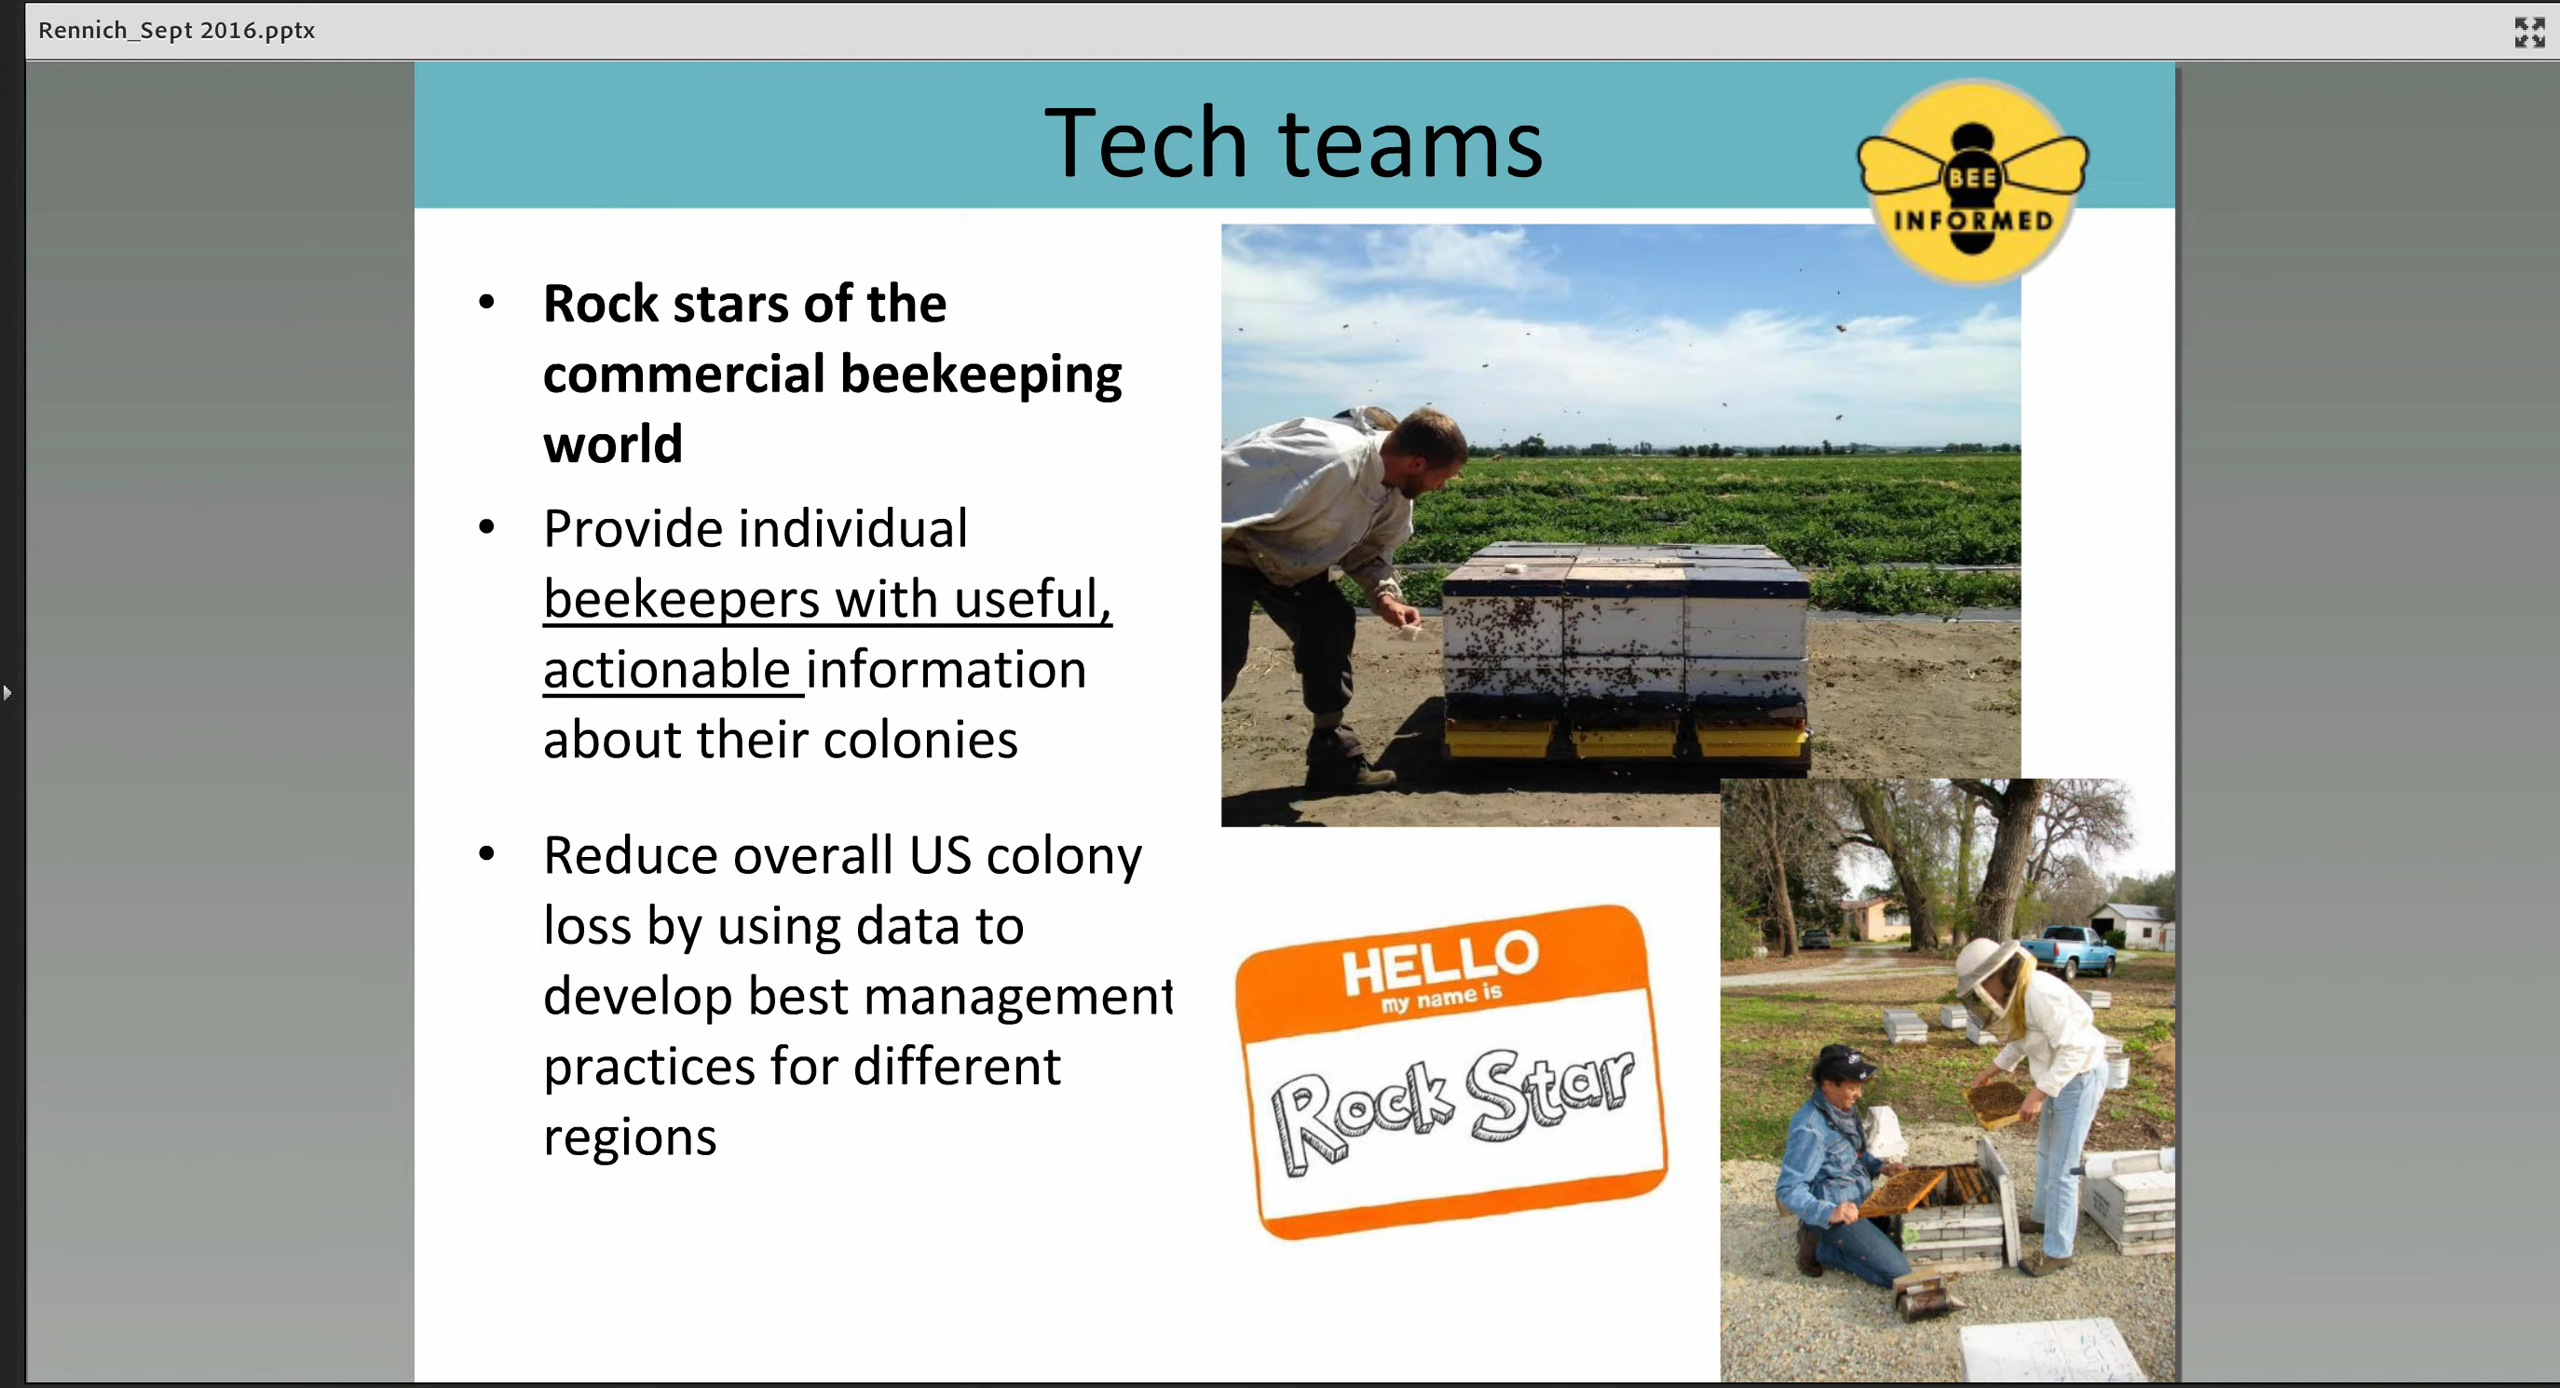 Rennich_Sept 2016.pptx
Tech teams
BEE
INFORMED
• Rock stars of the
commercial beekeeping
world
• Provide individual
beekeepers with useful,
actionable information
about their colonies
• Reduce overall US colony
loss by using data to
develop best management
practices for different
regions
HELLO
my name is
Rock Star